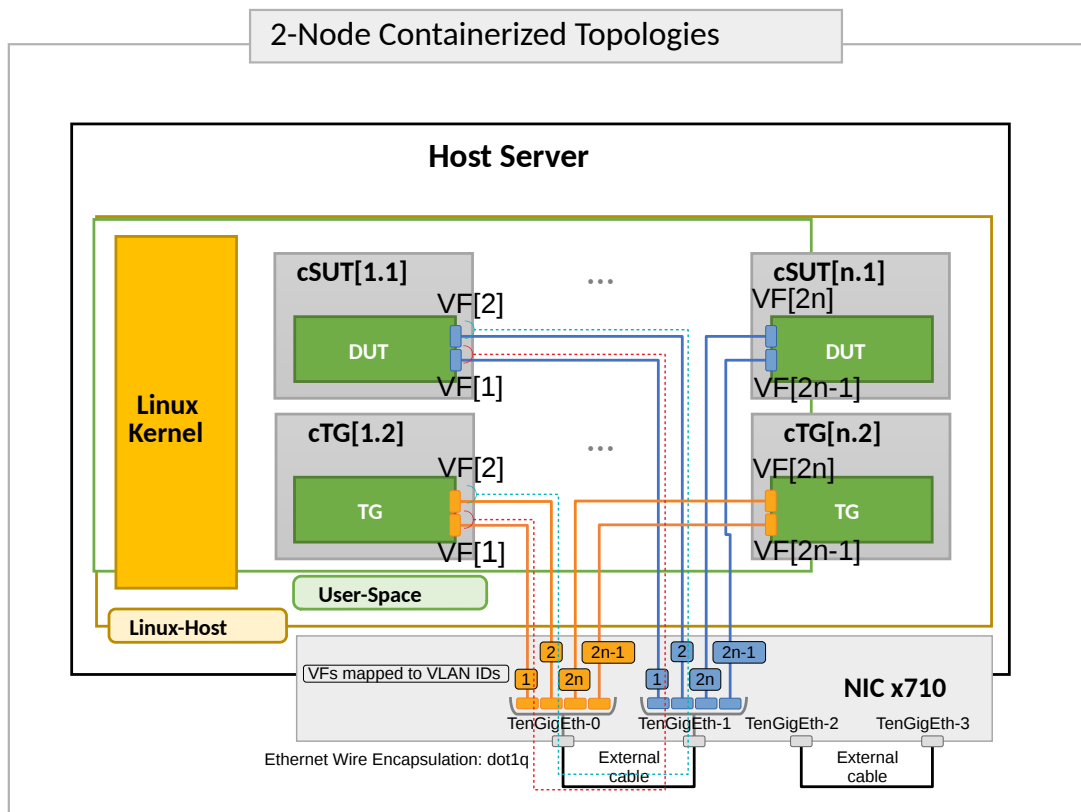 2-Node Containerized Topologies
Host Server
cSUT[1.1]
...
cSUT[n.1]
VF[2]
VF[2n]
DUT
DUT
VF[1]
VF[2n-1]
Linux
Kernel
cTG[1.2]
...
cTG[n.2]
VF[2]
VF[2n]
TG
TG
VF[1]
VF[2n-1]
User-Space
Linux-Host
2
2n-1
2
2n-1
VFs mapped to VLAN IDs
1
2n
1
2n
NIC x710
TenGigEth-0
TenGigEth-1
TenGigEth-2
TenGigEth-3
Ethernet Wire Encapsulation: dot1q
External
cable
External
cable